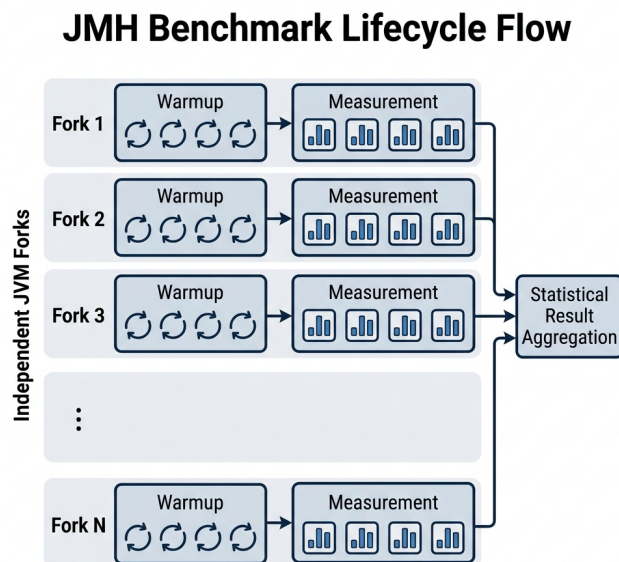 JMH Benchmark Lifecycle Flow
Independent JVM Forks
Fork 1
Warmup
Measurement
Fork 2
Warmup
Measurement
Fork 3
Warmup
Measurement
⋮
Fork N
Warmup
Measurement
Statistical
Result
Aggregation